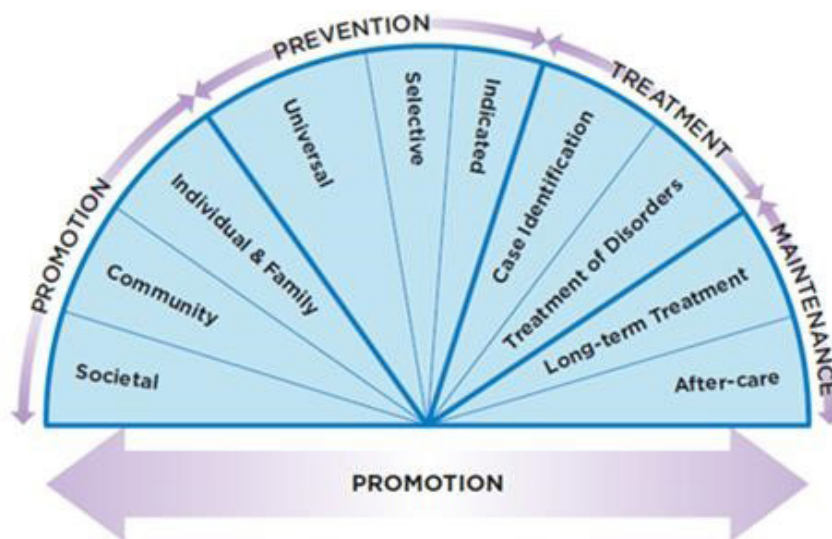 PROMOTION
PREVENTION
TREATMENT
MAINTENANCE
Societal
Community
Individual & Family
Universal
Selective
Indicated
Case Identification
Treatment of Disorders
Long-term Treatment
After-care
PROMOTION